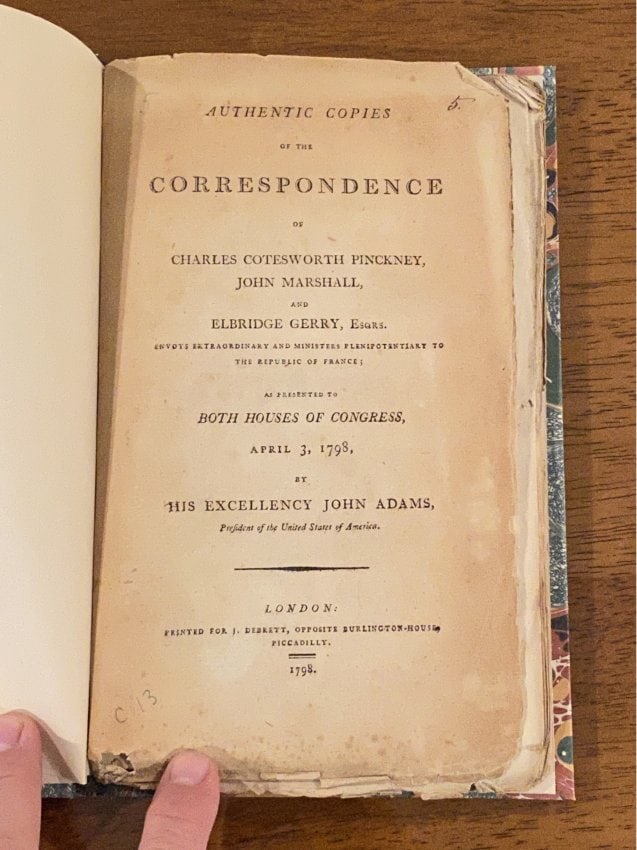 5.
AUTHENTIC COPIES
OF THE
CORRESPONDENCE
OF
CHARLES COTESWORTH PINCKNEY,
JOHN MARSHALL,
AND
ELBRIDGE GERRY, ESQRS.
ENVOYS EXTRAORDINARY AND MINISTERS PLENIPOTENTIARY TO
THE REPUBLIC OF FRANCE;
AS PRESENTED TO
BOTH HOUSES OF CONGRESS,
APRIL 3, 1798,
BY
HIS EXCELLENCY JOHN ADAMS,
Preſident of the United States of America.
LONDON:
PRINTED FOR J. DEBRETT, OPPOSITE BURLINGTON-HOUSE,
PICCADILLY.
1798.
C 13